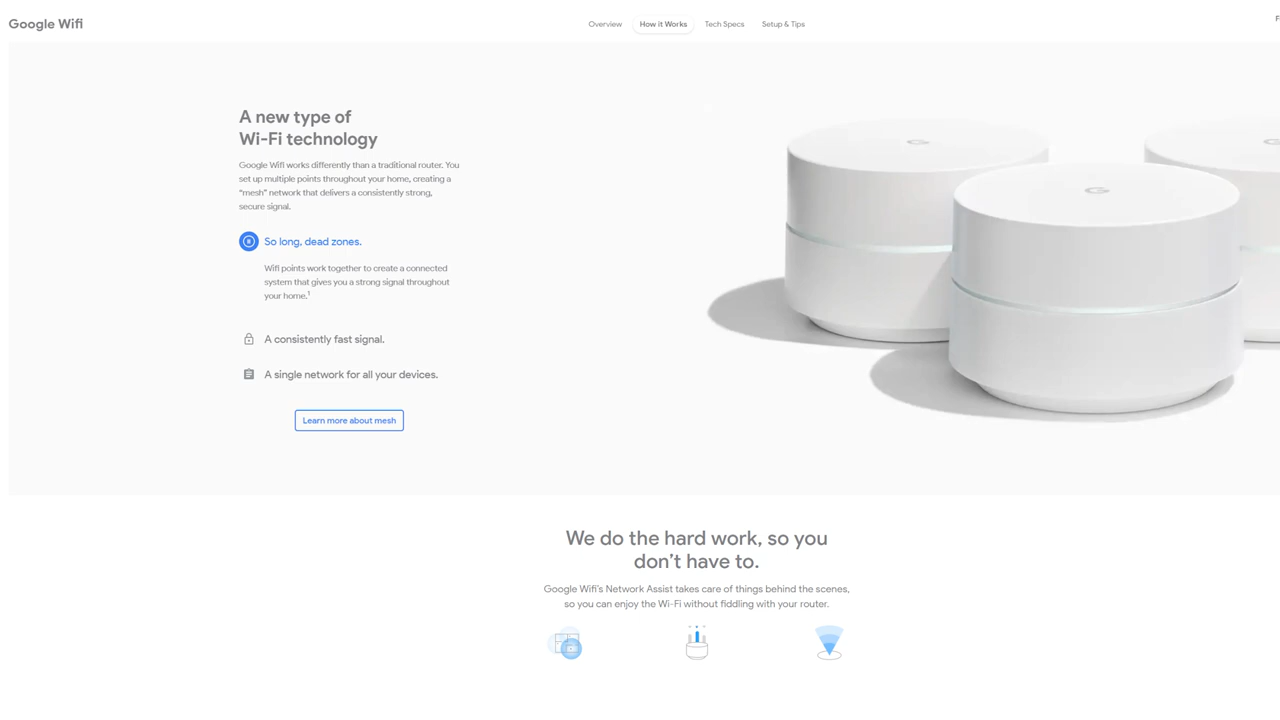 Google Wifi
Overview
How it Works
Tech Specs
Setup & Tips
A new type of
Wi-Fi technology
Google Wifi works differently than a traditional router. You
set up multiple points throughout your home, creating a
“mesh” network that delivers a consistently strong,
secure signal.
So long, dead zones.
Wifi points work together to create a connected
system that gives you a strong signal throughout
your home.1
A consistently fast signal.
A single network for all your devices.
Learn more about mesh
G
G
G
We do the hard work, so you
don’t have to.
Google Wifi’s Network Assist takes care of things behind the scenes,
so you can enjoy the Wi-Fi without fiddling with your router.